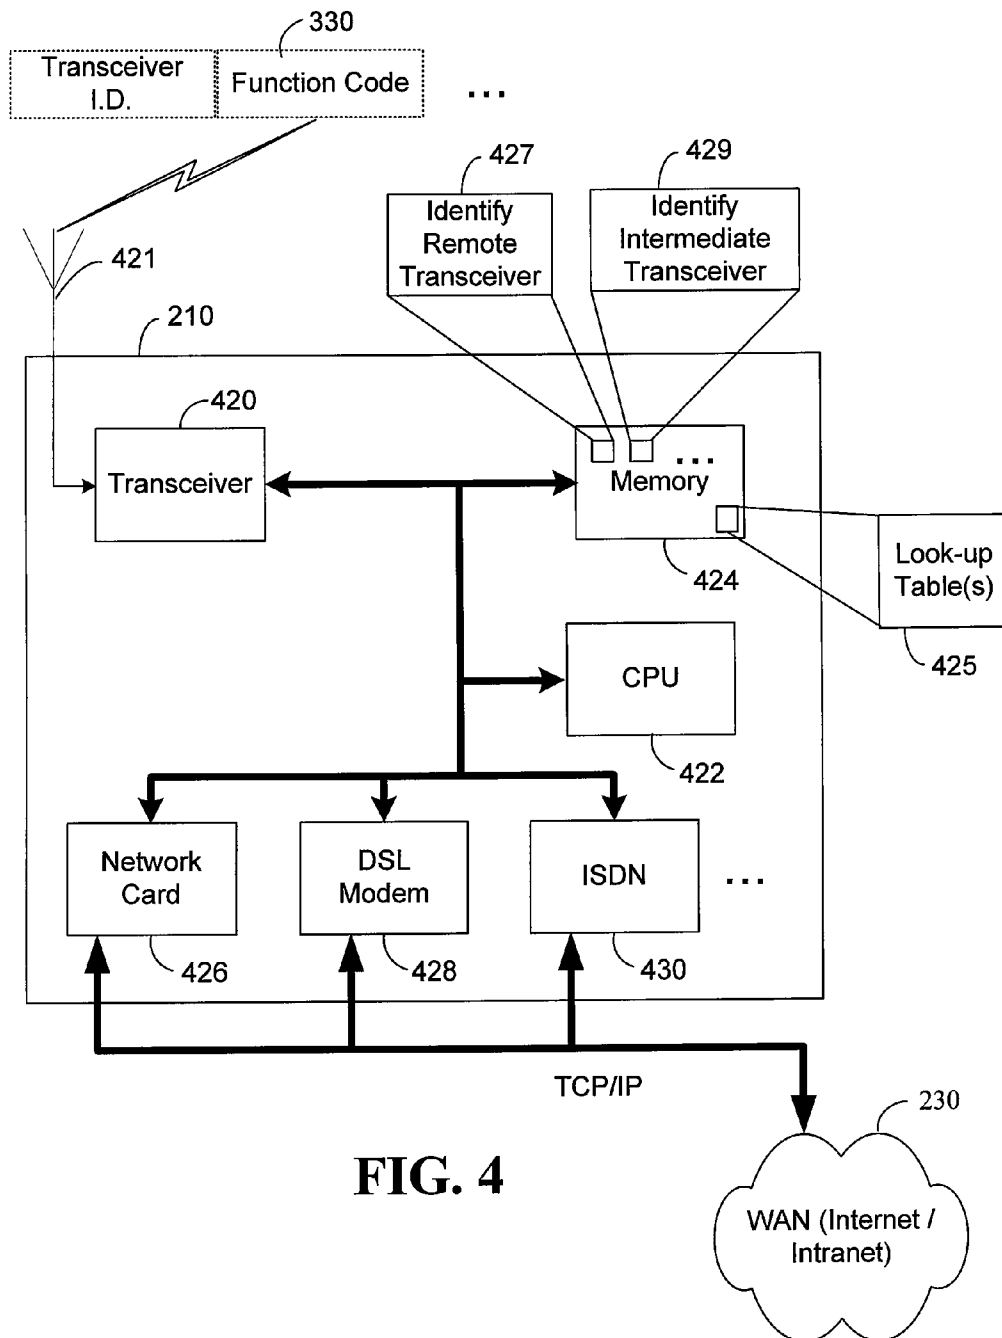 330
Transceiver
I.D.
Function Code
...
427
429
Identify
Remote
Transceiver
Identify
Intermediate
Transceiver
421
210
420
Transceiver
...
Memory
424
Look-up
Table(s)
425
CPU
422
Network
Card
426
DSL
Modem
428
ISDN
430
...
TCP/IP
230
FIG. 4
WAN (Internet /
Intranet)